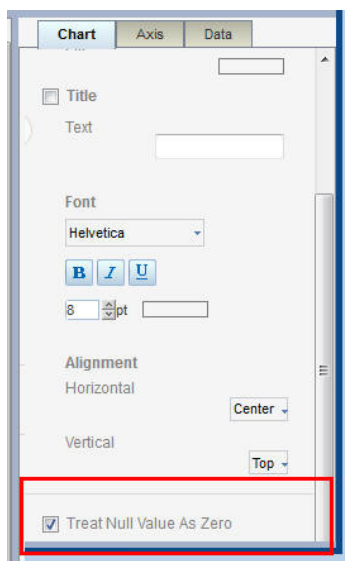 Chart Axis Data
Title
Text
Font
Helvetica
B I U
8 pt
Alignment
Horizontal
Center
Vertical
Top
Treat Null Value As Zero